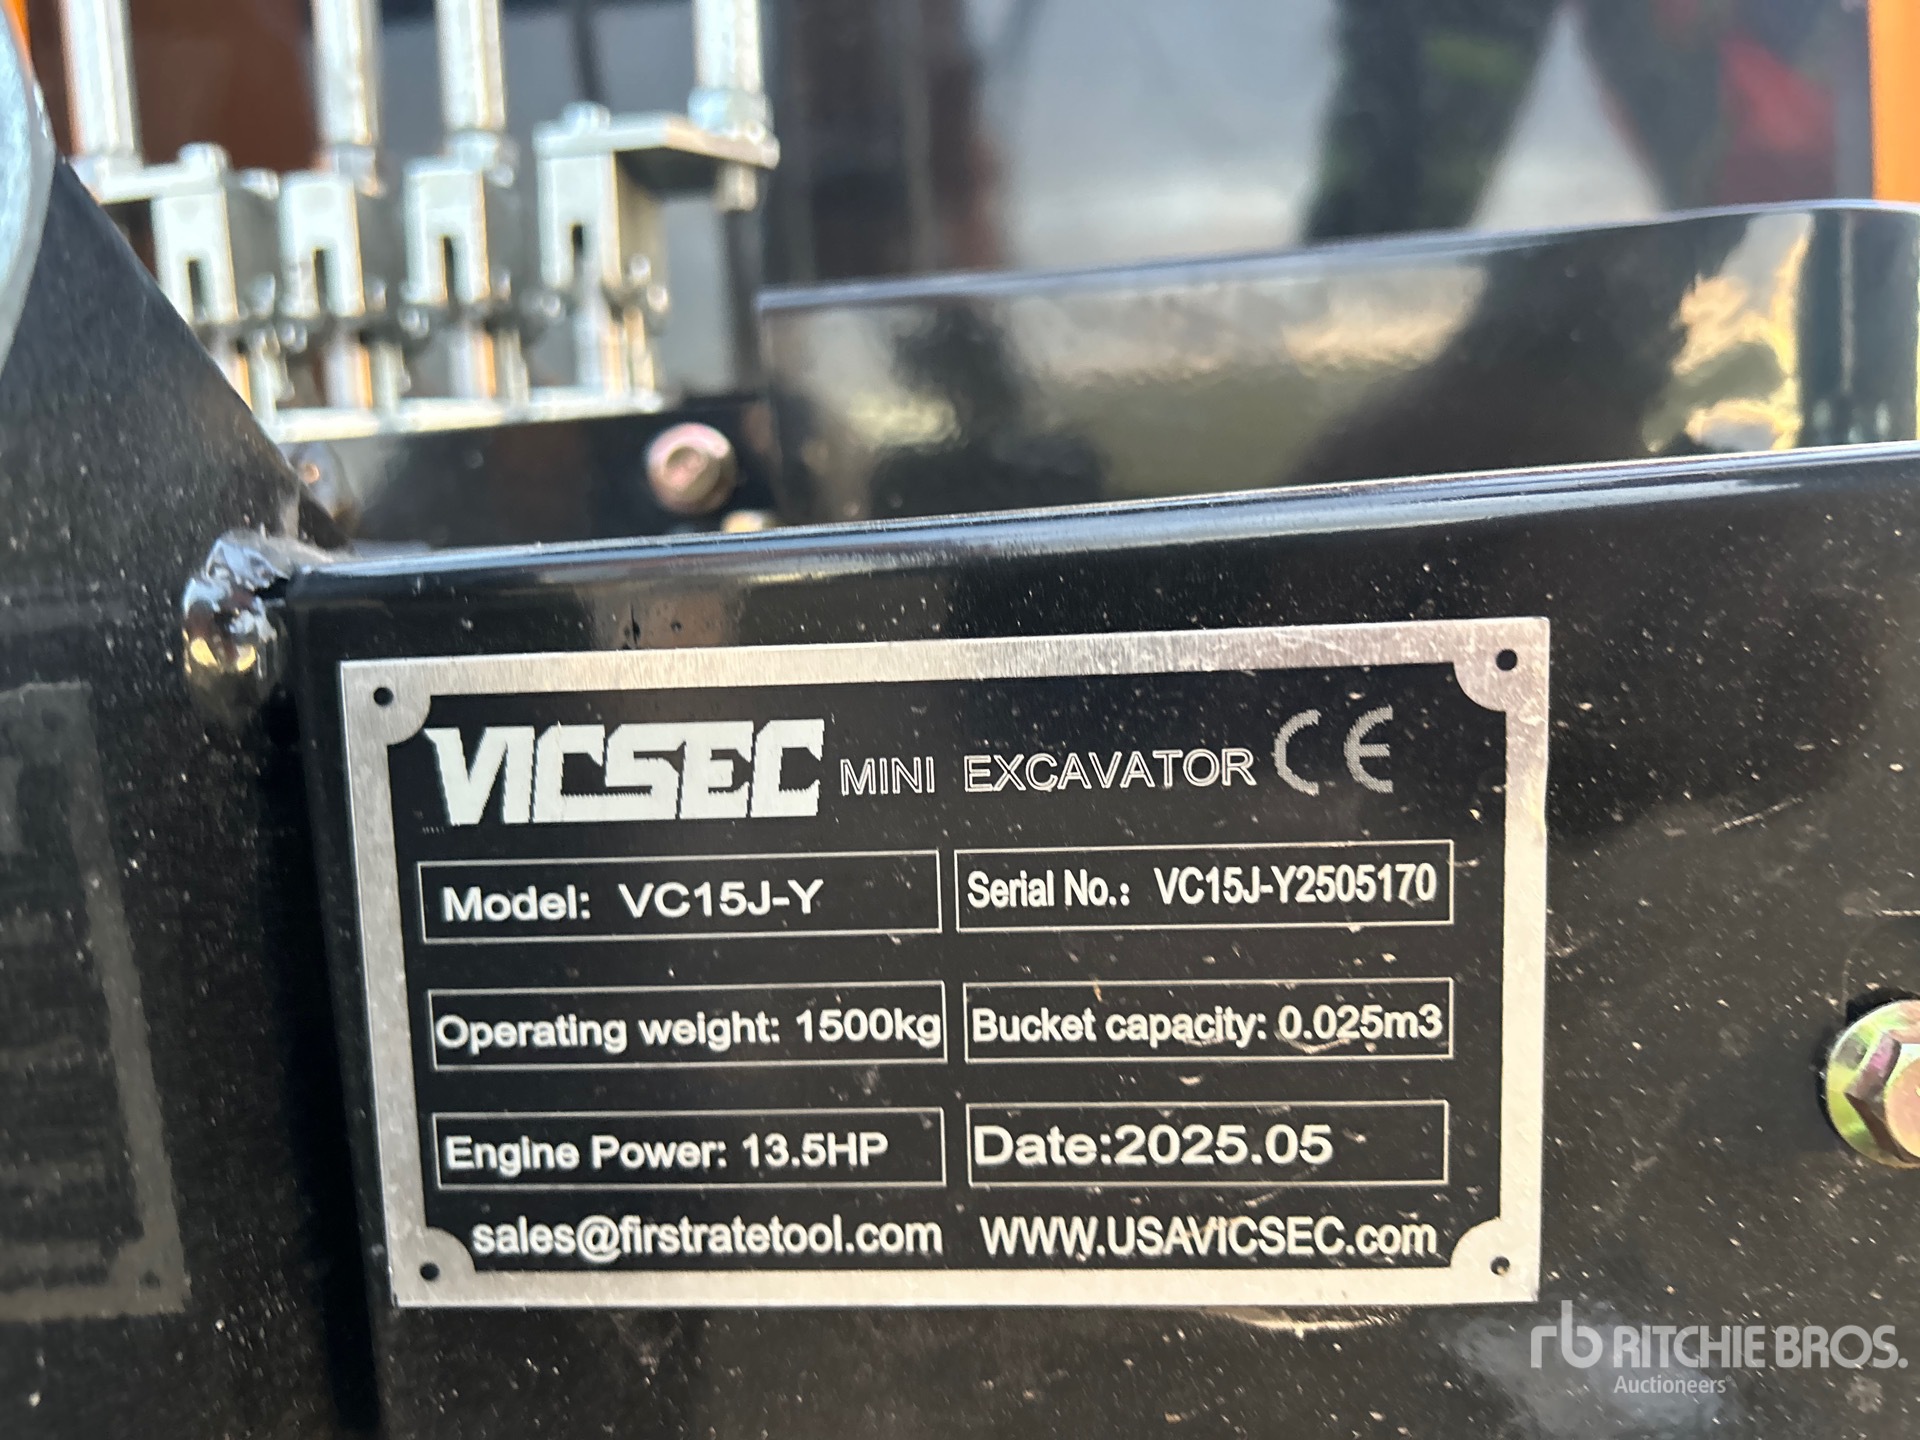 VICSEC MINI EXCAVATOR CE
Model: VC15J-Y Serial No.: VC15J-Y2505170
Operating weight: 1500kg Bucket capacity: 0.025m3
Engine Power: 13.5HP Date:2025.05
sales@firstratetool.com WWW.USAVICSEC.com
rb RITCHIE BROS.
Auctioneers